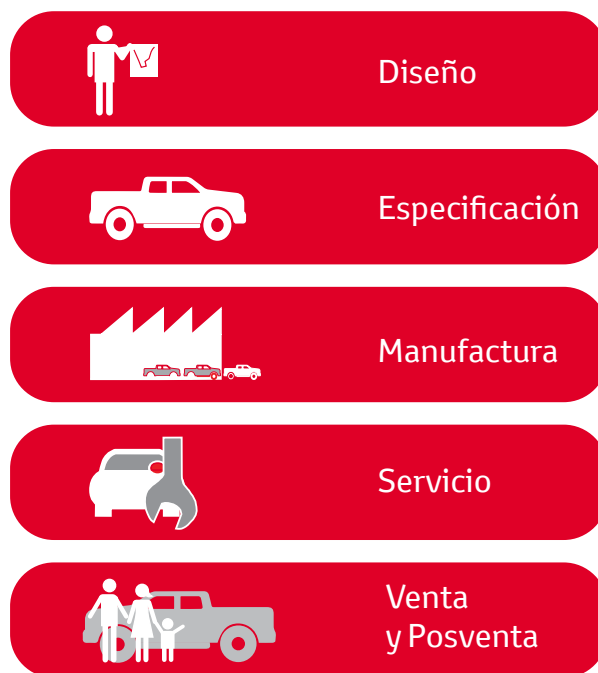 Diseño
Especificación
Manufactura
Servicio
Venta
y Posventa